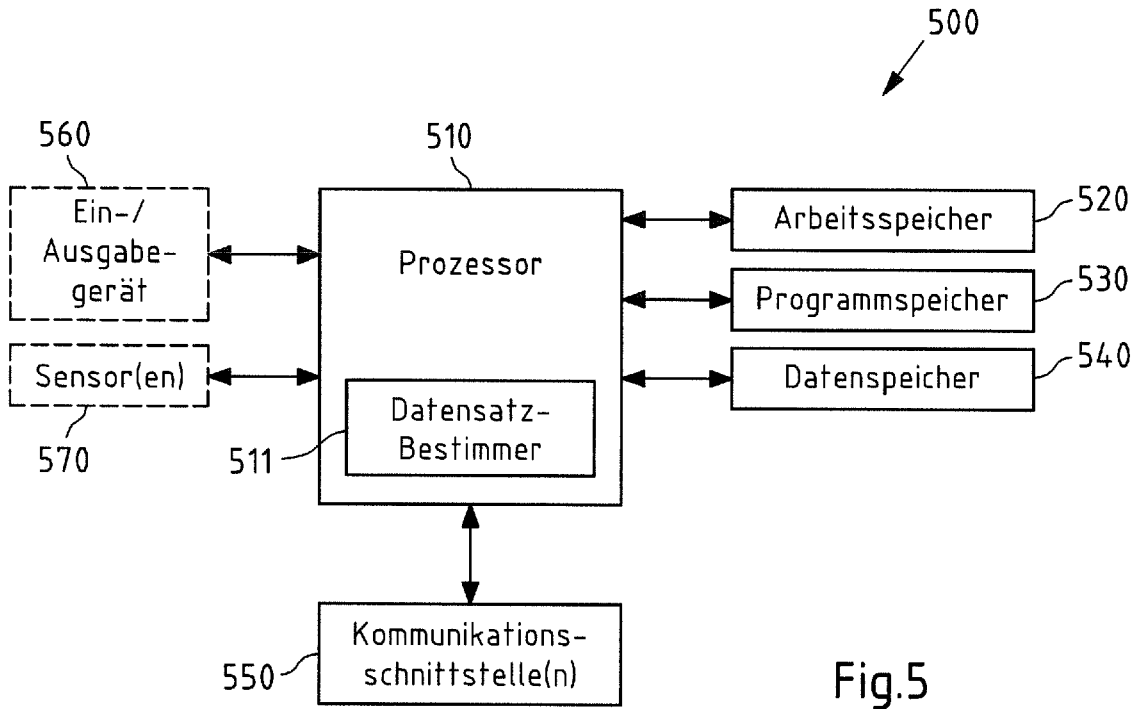 500
560
510
Ein-/
Ausgabe-
gerät
Prozessor
Arbeitsspeicher
520
Programmspeicher
530
Sensor(en)
Datenspeicher
540
570
511
Datensatz-
Bestimmer
Kommunikations-
schnittstelle(n)
550
Fig.5